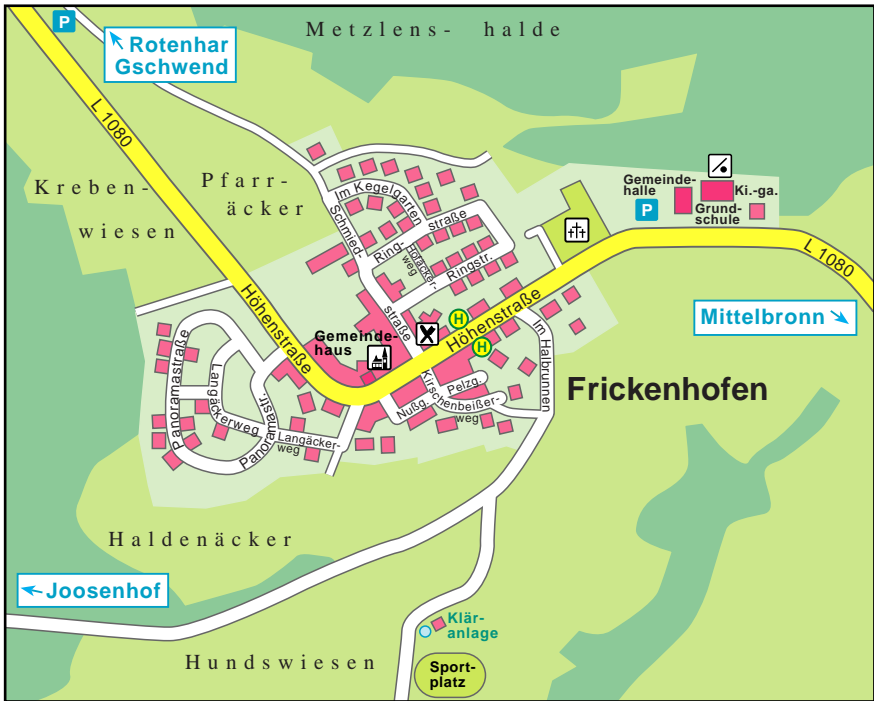 Metzlens- halde
P
Rotenhar
Gschwend
L 1080
Kreben-
wiesen
Pfarr-
äcker
Im Kegelgarten
Schmied-
straße
Ring-
straße
Hofäcker-
weg
Ringstr.
Gemeinde-
halle
P
Ki.-ga.
Grund-
schule
L 1080
Mittelbronn
Höhenstraße
Höhenstraße
H
H
Gemeinde-
haus
Im Halbrunnen
Frickenhofen
Panoramastraße
Langäckerweg
Panoramastr.
Langäcker-
weg
Nußg.
Pelzg.
Kirschenbeißer-
weg
Haldenäcker
Joosenhof
Hundswiesen
Klär-
anlage
Sport-
platz